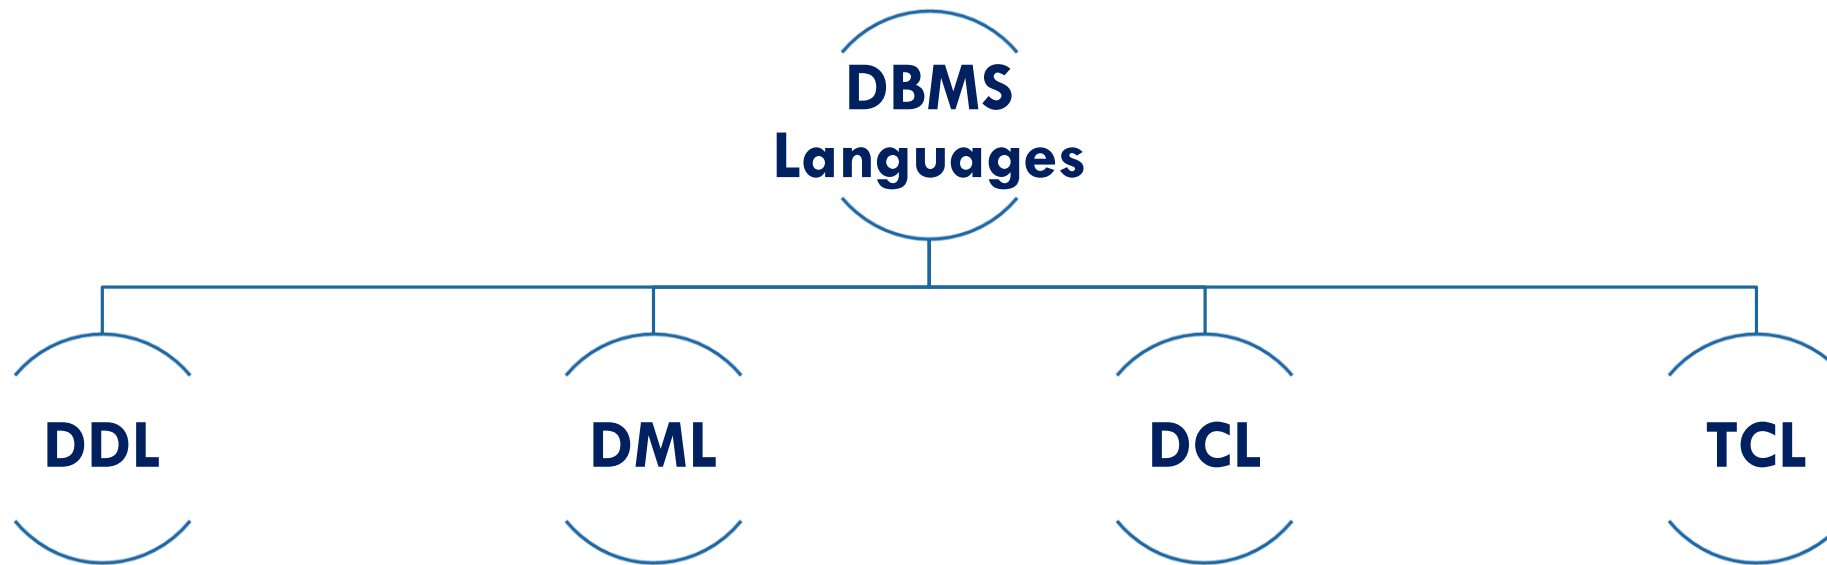 DBMS
Languages
DDL
DML
DCL
TCL